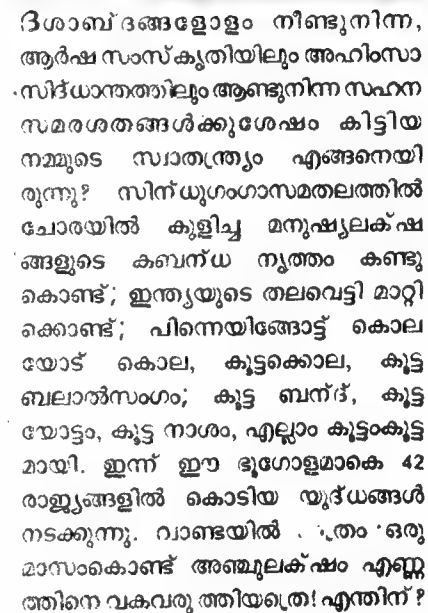 ദശാബ്ദങ്ങളോളം നീണ്ടുനിന്ന,
ആർഷ സാസ്കൃതിയിലും അഹിംസാ
സിദ്ധാന്തത്തിലും ആണ്ടുനിന്ന സഹന
സമരശതങ്ങൾക്കുശേഷം കിട്ടിയ
നമ്മുടെ സ്വാതന്ത്ര്യം എങ്ങനെയി
രുന്നു? സിന്ധുഗംഗാസമതലത്തിൽ
ചോരയിൽ കുളിച്ച മനുഷ്യലക്ഷ
ങ്ങളുടെ കബന്ധ നൃത്തം കണ്ടു
കൊണ്ട്; ഇന്ത്യയുടെ തലവെട്ടി മാറ്റി
ക്കൊണ്ട്; പിന്നെയിങ്ങോട്ട് കൊല
യോട് കൊല, കൂട്ടക്കൊല, കൂട്ട
ബലാൽസംഗം; കൂട്ട ബന്ദ്, കൂട്ട
യോട്ടം, കൂട്ട നാശം, എല്ലാം കൂട്ടംകൂട്ട
മായി. ഇന്ന് ഈ ഭൂഗോളമാകെ 42
രാജ്യങ്ങളിൽ കൊടിയ യുദ്ധങ്ങൾ
നടക്കുന്നു. വാണ്ടയിൽ ഒരു
മാസംകൊണ്ട് അഞ്ചുലക്ഷം എണ്ണ
ത്തിനെ വകവരുത്തിയത്രെ! എന്തിന്?